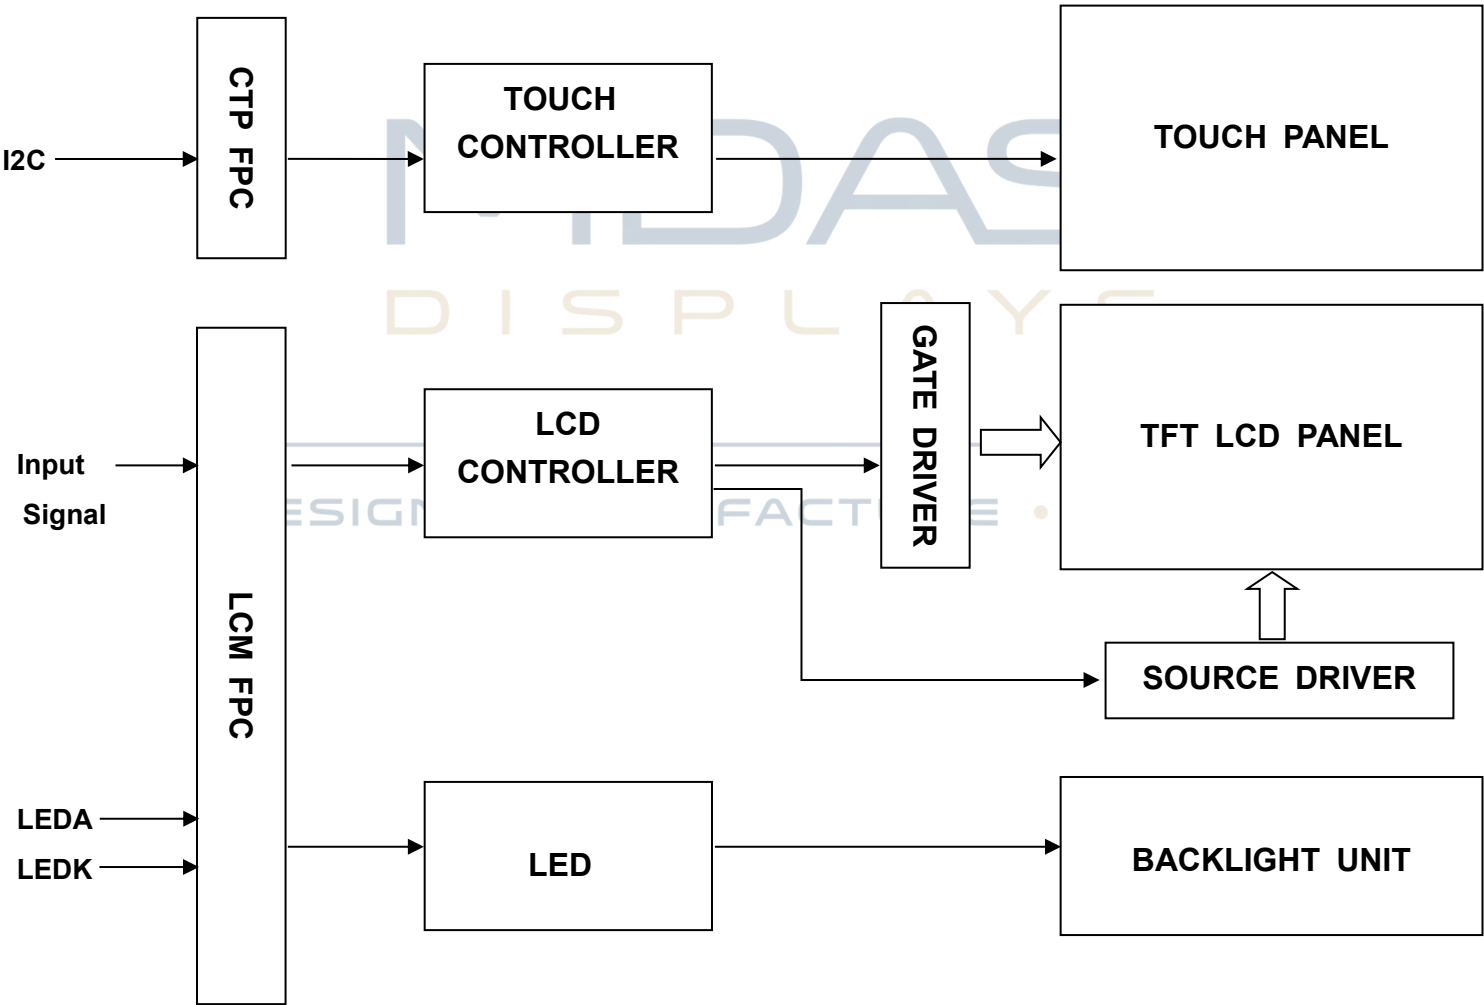 CTP FPC
TOUCH
CONTROLLER
TOUCH PANEL
I2C
DISPLAYS
GATE DRIVER
LCD
CONTROLLER
TFT LCD PANEL
Input
Signal
LCM FPC
SOURCE DRIVER
LEDA
LEDK
LED
BACKLIGHT UNIT